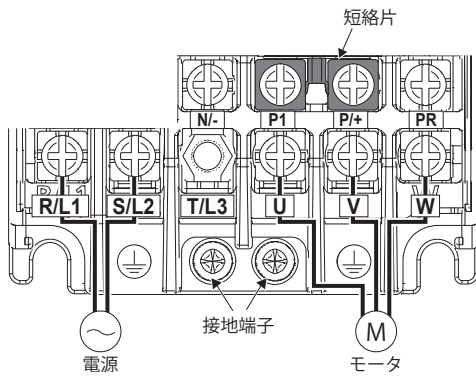 短絡片
N/- P1 P/+ PR
R/L1 S/L2 T/L3 U V W
接地端子
M
電源 モータ